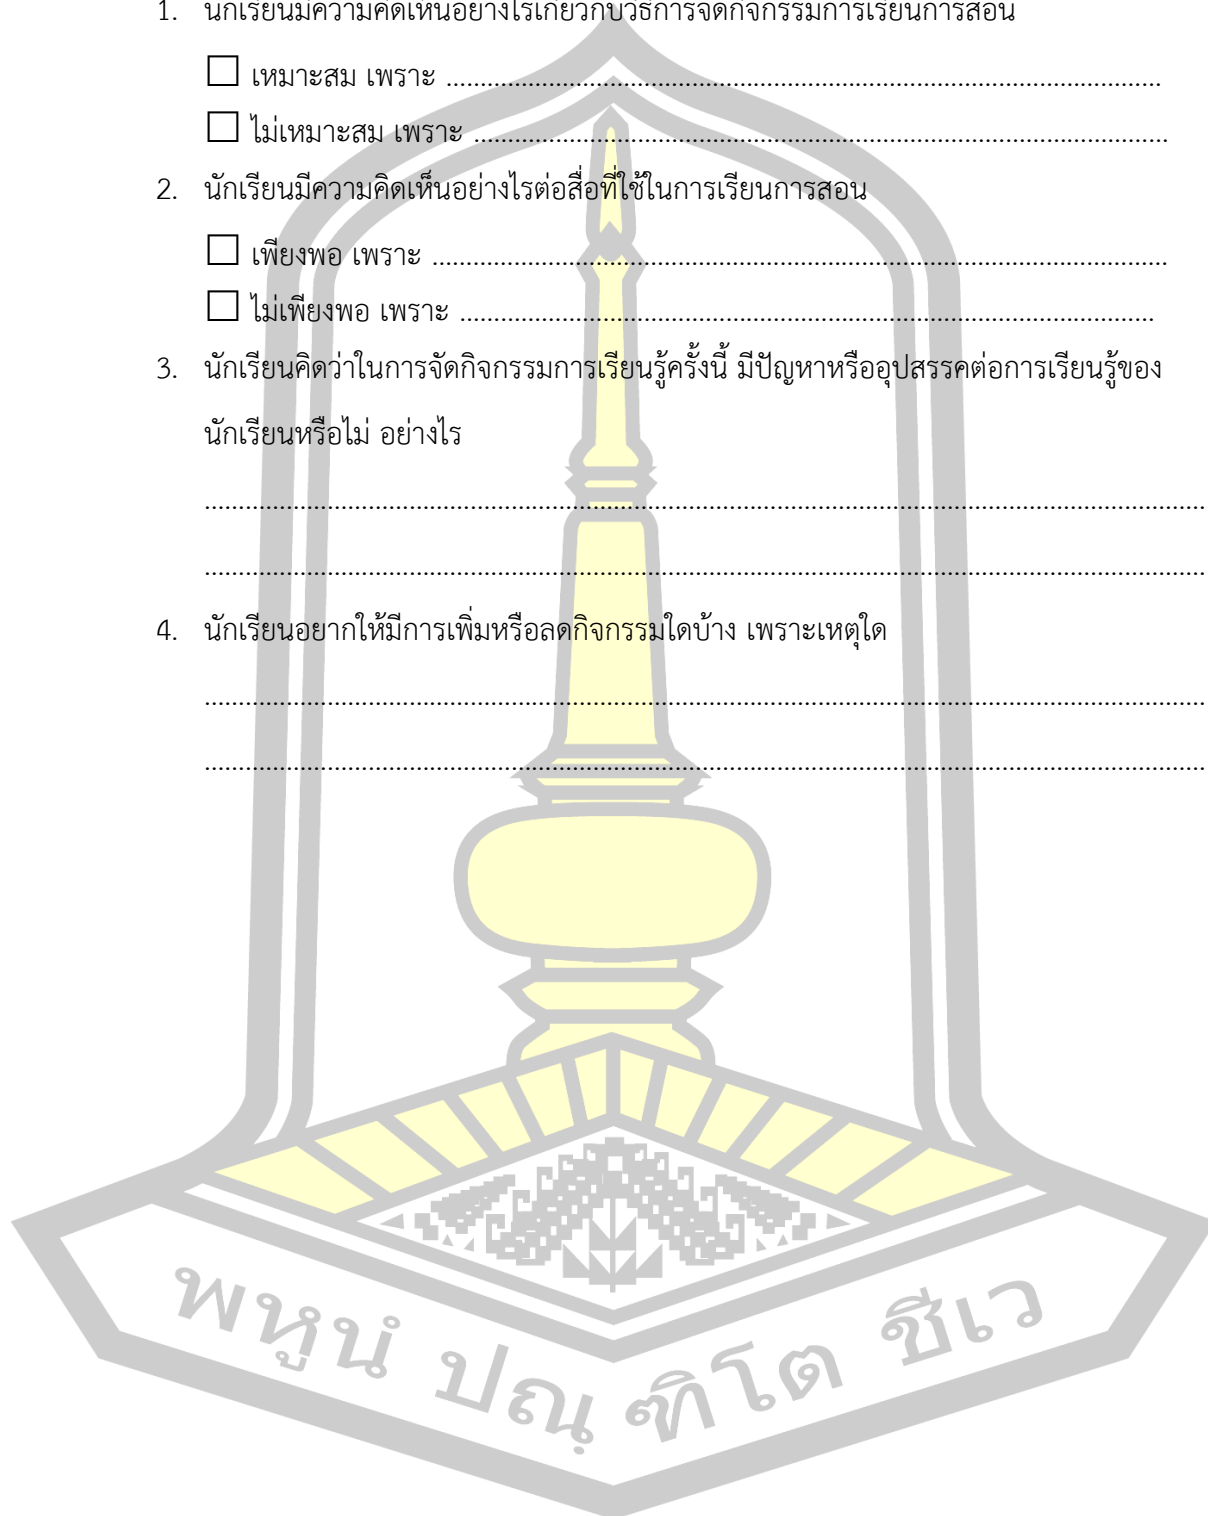 1. นักเรียนมีความคิดเห็นอย่างไรเกี่ยวกับวิธีการจัดกิจกรรมการเรียนการสอน
☐ เหมาะสม เพราะ ..........................................................................................................
☐ ไม่เหมาะสม เพราะ ......................................................................................................
2. นักเรียนมีความคิดเห็นอย่างไรต่อสื่อที่ใช้ในการเรียนการสอน
☐ เพียงพอ เพราะ ............................................................................................................
☐ ไม่เพียงพอ เพราะ ......................................................................................................
3. นักเรียนคิดว่าในการจัดกิจกรรมการเรียนรู้ครั้งนี้ มีปัญหาหรืออุปสรรคต่อการเรียนรู้ของ
นักเรียนหรือไม่ อย่างไร
....................................................................................................................................................
....................................................................................................................................................
4. นักเรียนอยากให้มีการเพิ่มหรือลดกิจกรรมใดบ้าง เพราะเหตุใด
....................................................................................................................................................
....................................................................................................................................................
พหูนํ ปณฺฑิโต ชีเว